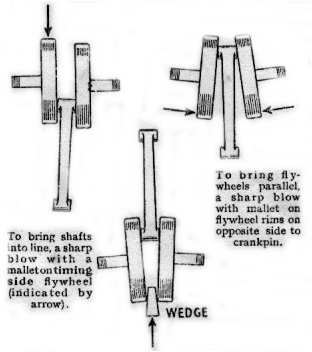 To bring shafts
into line, a sharp
blow with a
mallet on timing
side flywheel
(indicated by
arrow).
To bring fly-
wheels parallel,
a sharp blow
with mallet on
flywheel rims on
opposite side to
crankpin.
WEDGE